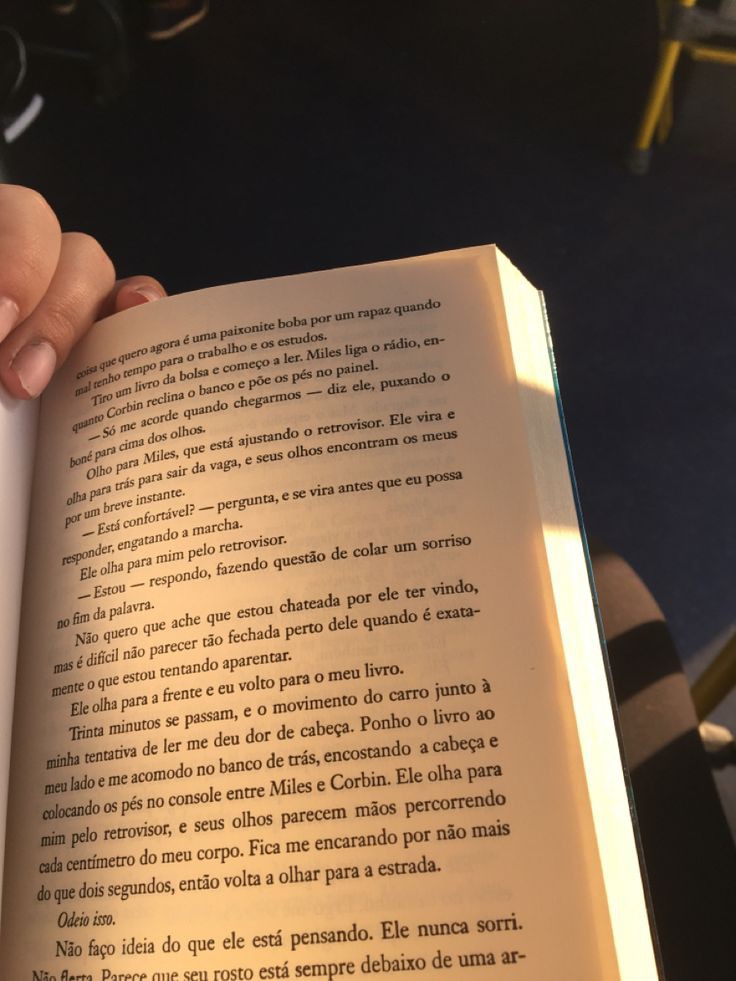 coisa que quero agora é uma paixonite boba por um rapaz quando
mal tenho tempo para o trabalho e os estudos.
Tiro um livro da bolsa e começo a ler. Miles liga o rádio, en-
quanto Corbin reclina o banco e põe os pés no painel.
— Só me acorde quando chegarmos — diz ele, puxando o
boné para cima dos olhos.
Olho para Miles, que está ajustando o retrovisor. Ele vira e
olha para trás para sair da vaga, e seus olhos encontram os meus
por um breve instante.
— Está confortável? — pergunta, e se vira antes que eu possa
responder, engatando a marcha.
Ele olha para mim pelo retrovisor.
— Estou — respondo, fazendo questão de colar um sorriso
no fim da palavra.
Não quero que ache que estou chateada por ele ter vindo,
mas é difícil não parecer tão fechada perto dele quando é exata-
mente o que estou tentando aparentar.
Ele olha para a frente e eu volto para o meu livro.
Trinta minutos se passam, e o movimento do carro junto à
minha tentativa de ler me deu dor de cabeça. Ponho o livro ao
meu lado e me acomodo no banco de trás, encostando a cabeça e
colocando os pés no console entre Miles e Corbin. Ele olha para
mim pelo retrovisor, e seus olhos parecem mãos percorrendo
cada centímetro do meu corpo. Fica me encarando por não mais
do que dois segundos, então volta a olhar para a estrada.
Odeio isso.
Não faço ideia do que ele está pensando. Ele nunca sorri.
Não flerta. Parece que seu rosto está sempre debaixo de uma ar-